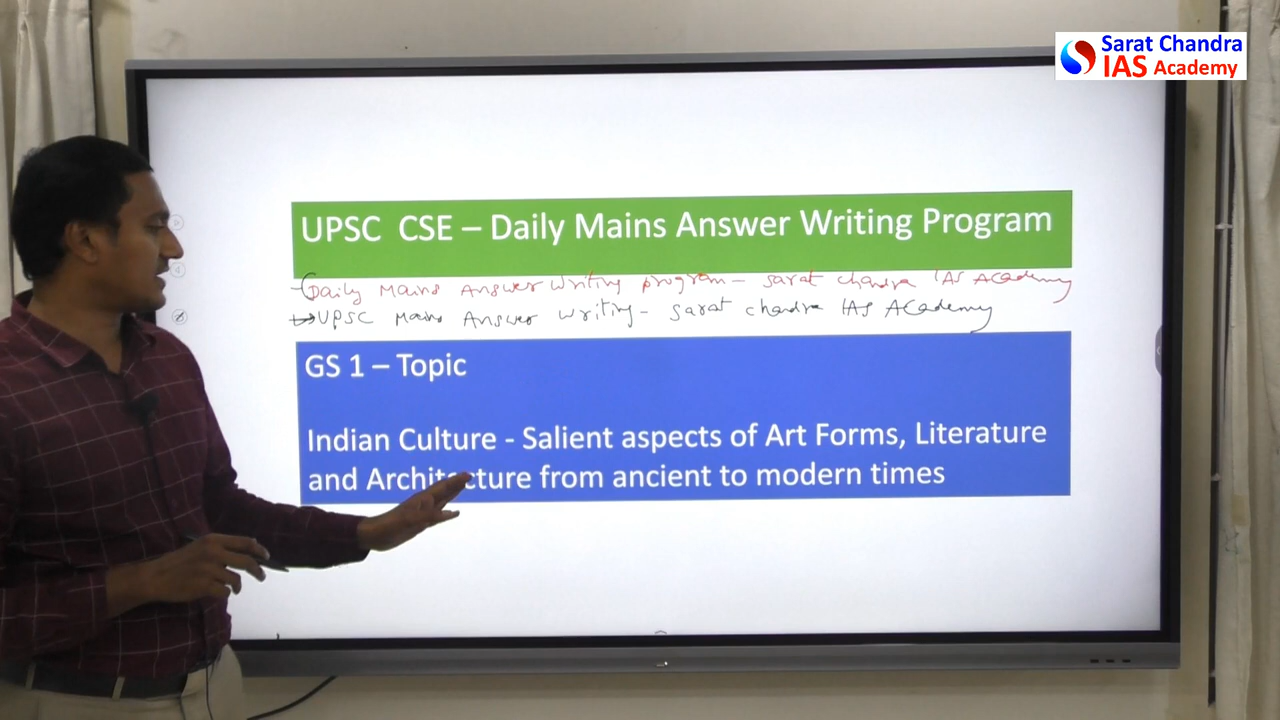 Sarat Chandra
IAS Academy
UPSC CSE – Daily Mains Answer Writing Program
Daily Mains Answer Writing program – Sarat Chandra IAS Academy
UPSC Mains Answer Writing – Sarat Chandra IAS Academy
GS 1 – Topic
Indian Culture - Salient aspects of Art Forms, Literature
and Architecture from ancient to modern times